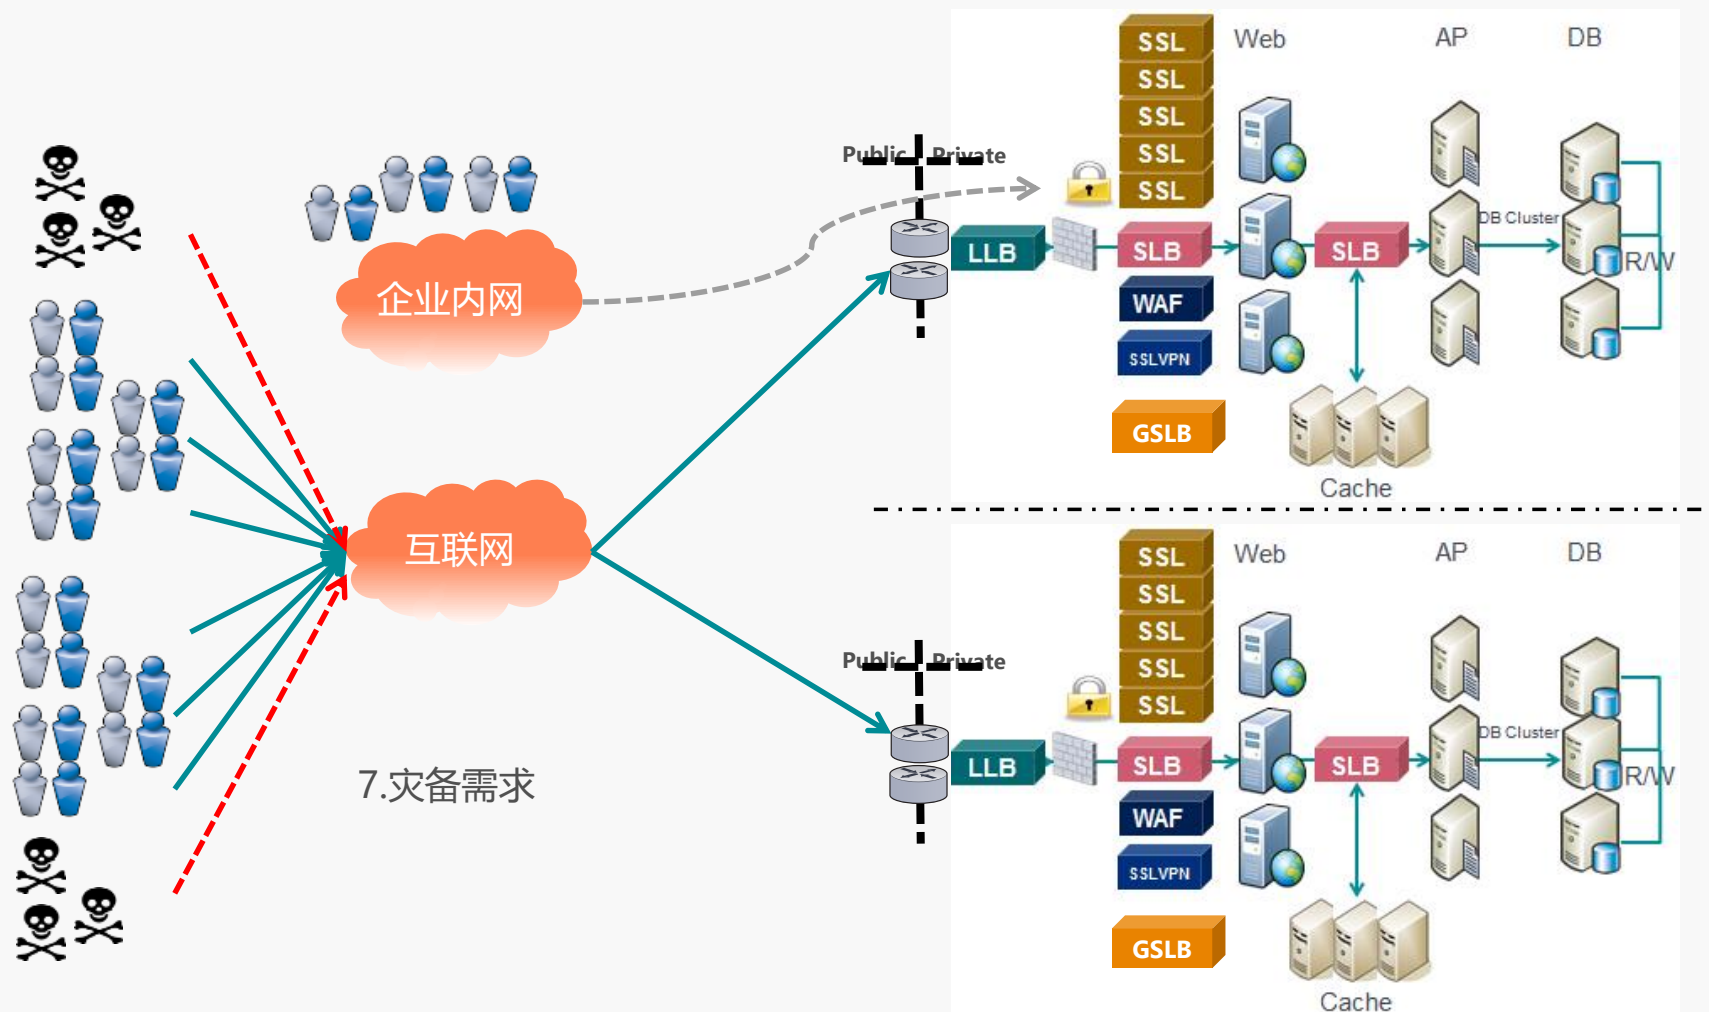 SSL
Web
AP
DB
SSL
SSL
Public
Private
SSL
SSL
DB Cluster
LLB
SLB
SLB
R/W
企业内网
WAF
SSLVPN
GSLB
Cache
互联网
SSL
Web
AP
DB
SSL
SSL
Public
Private
SSL
SSL
DB Cluster
LLB
SLB
SLB
R/W
7.灾备需求
WAF
SSLVPN
GSLB
Cache